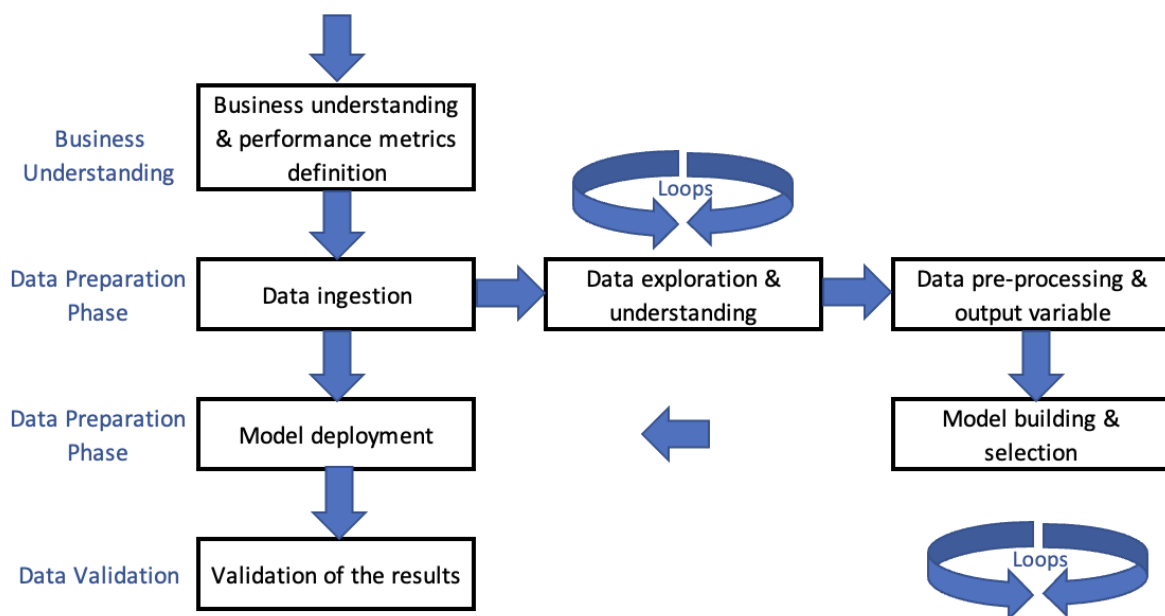 Business understanding
& performance metrics
definition
Business
Understanding
Loops
Data Preparation
Phase
Data ingestion
Data exploration &
understanding
Data pre-processing &
output variable
Data Preparation
Phase
Model deployment
Model building &
selection
Data Validation
Validation of the results
Loops